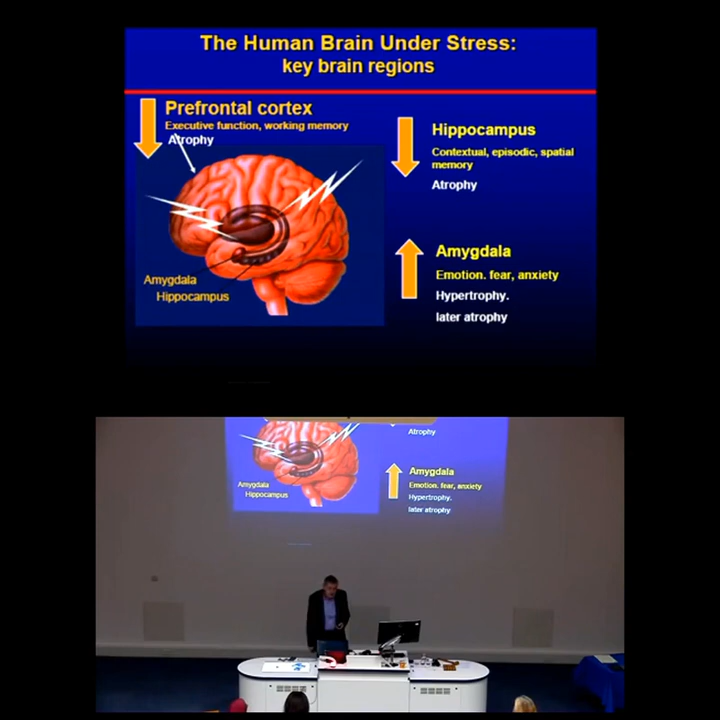 The Human Brain Under Stress:
key brain regions
Prefrontal cortex
Executive function, working memory
Atrophy
Hippocampus
Contextual, episodic, spatial
memory
Atrophy
Amygdala
Emotion. fear, anxiety
Hypertrophy.
later atrophy
Amygdala
Hippocampus
Atrophy
Amygdala
Emotion. fear, anxiety
Hypertrophy.
later atrophy
Amygdala
Hippocampus